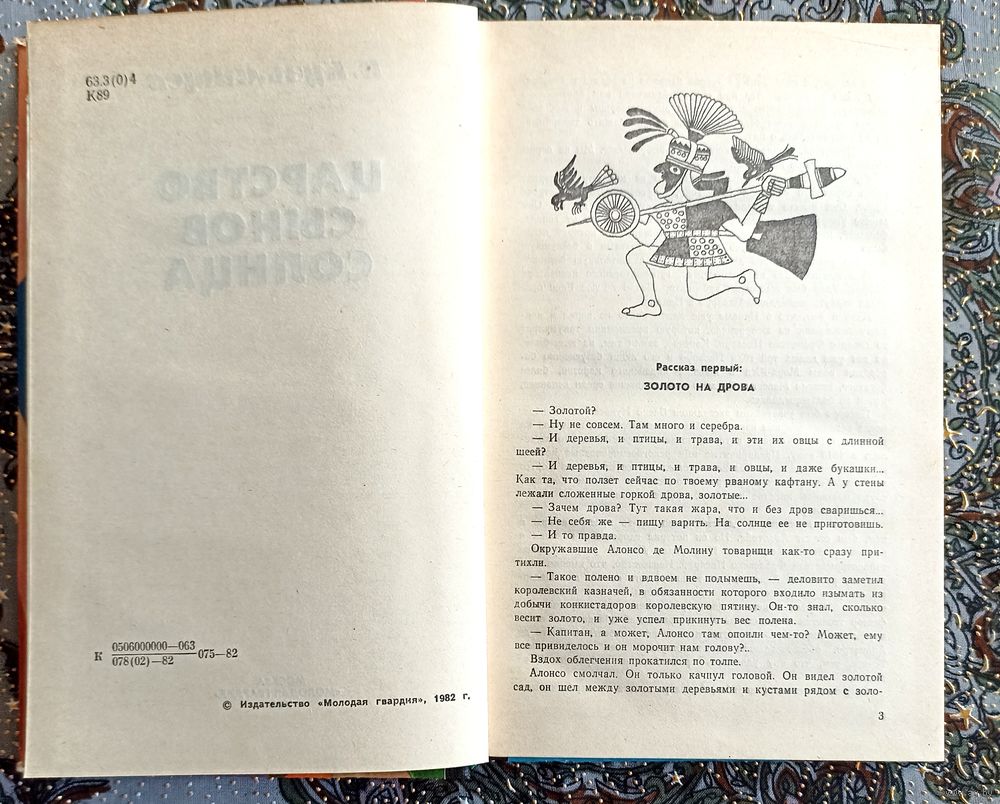 63.3(0)4
К89
ЦАРСТВО
СЫНОВ
СОЛНЦА
К 0506000000—063
078(02)—82 075—82
© Издательство «Молодая гвардия», 1982 г.
Рассказ первый:
ЗОЛОТО НА ДРОВА
— Золотой?
— Ну не совсем. Там много и серебра.
— И деревья, и птицы, и трава, и эти их овцы с длинной
шеей?
— И деревья, и птицы, и трава, и овцы, и даже букашки...
Как та, что ползет сейчас по твоему рваному кафтану. А у стены
лежали сложенные горкой дрова, золотые...
— Зачем дрова? Тут такая жара, что и без дров сваришься...
— Не себя же — пищу варить. На солнце ее не приготовишь.
— И то правда.
Окружавшие Алонсо де Молину товарищи как-то сразу при-
тихли.
— Такое полено и вдвоем не подымешь, — деловито заметил
королевский казначей, в обязанности которого входило изымать из
добычи конкистадоров королевскую пятину. Он-то знал, сколько
весит золото, и уже успел прикинуть вес полена.
— Капитан, а может, Алонсо там опоили чем-то? Может, ему
все привиделось и он морочит нам голову?..
Вздох облегчения прокатился по толпе.
Алонсо смолчал. Он только качнул головой. Он видел золотой
сад, он шел между золотыми деревьями и кустами рядом с золо-
3